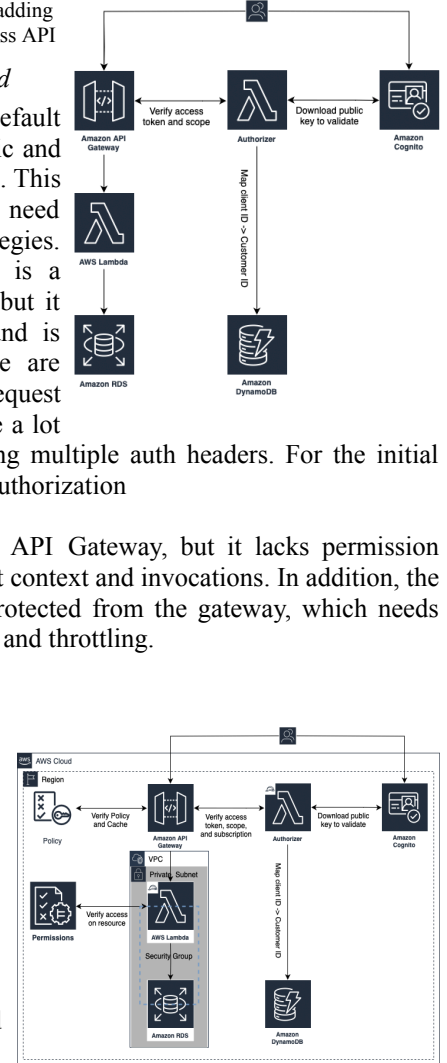 adding
ss API
d
efault
ic and
. This
need
egies.
is a
but it
and is
e are
equest
e a lot
Amazon API
Gateway
Verify access
token and scope
Authorizer
Download public
key to validate
Amazon
Cognito
AWS Lambda
Map client ID -> Customer ID
Amazon RDS
Amazon
DynamoDB
ng multiple auth headers. For the initial
uthorization
API Gateway, but it lacks permission
t context and invocations. In addition, the
rotected from the gateway, which needs
and throttling.
aws AWS Cloud
Region
Policy
Verify Policy
and Cache
Amazon API
Gateway
Verify access
token, scope,
and subscription
Authorizer
Download public
key to validate
Amazon
Cognito
VPC
Private Subnet
Permissions
Verify access
on resource
AWS Lambda
Map client ID -> Customer ID
Security Group
Amazon RDS
Amazon
DynamoDB